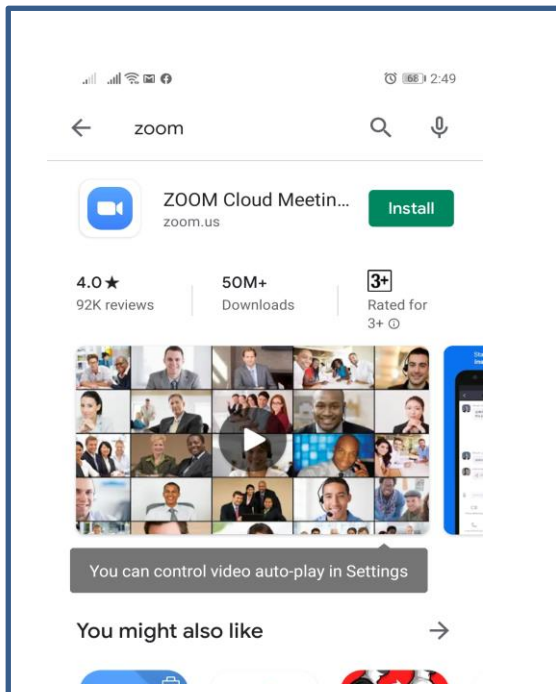 68 2:49
zoom
ZOOM Cloud Meetin...
Install
zoom.us
4.0★
50M+
3+
92K reviews
Downloads
Rated for
3+
You can control video auto-play in Settings
You might also like